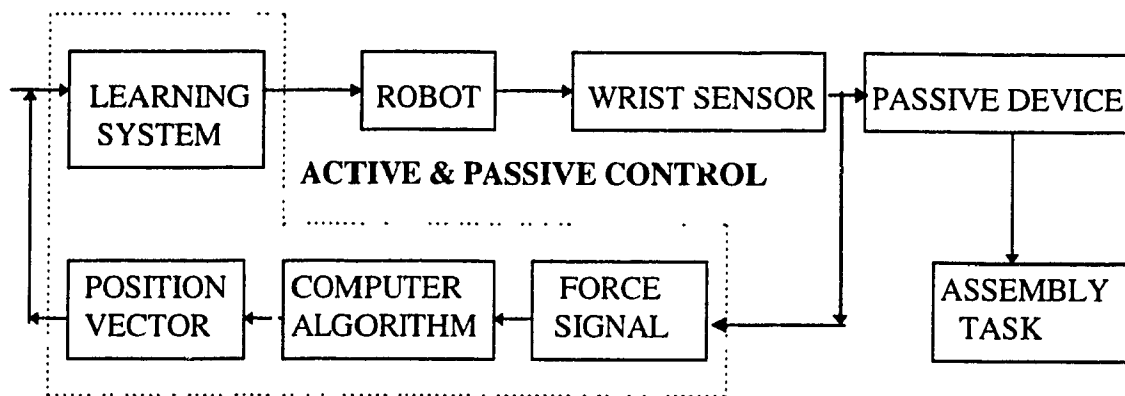 LEARNING
SYSTEM
ROBOT
WRIST SENSOR
PASSIVE DEVICE
ACTIVE & PASSIVE CONTROL
POSITION
VECTOR
COMPUTER
ALGORITHM
FORCE
SIGNAL
ASSEMBLY
TASK